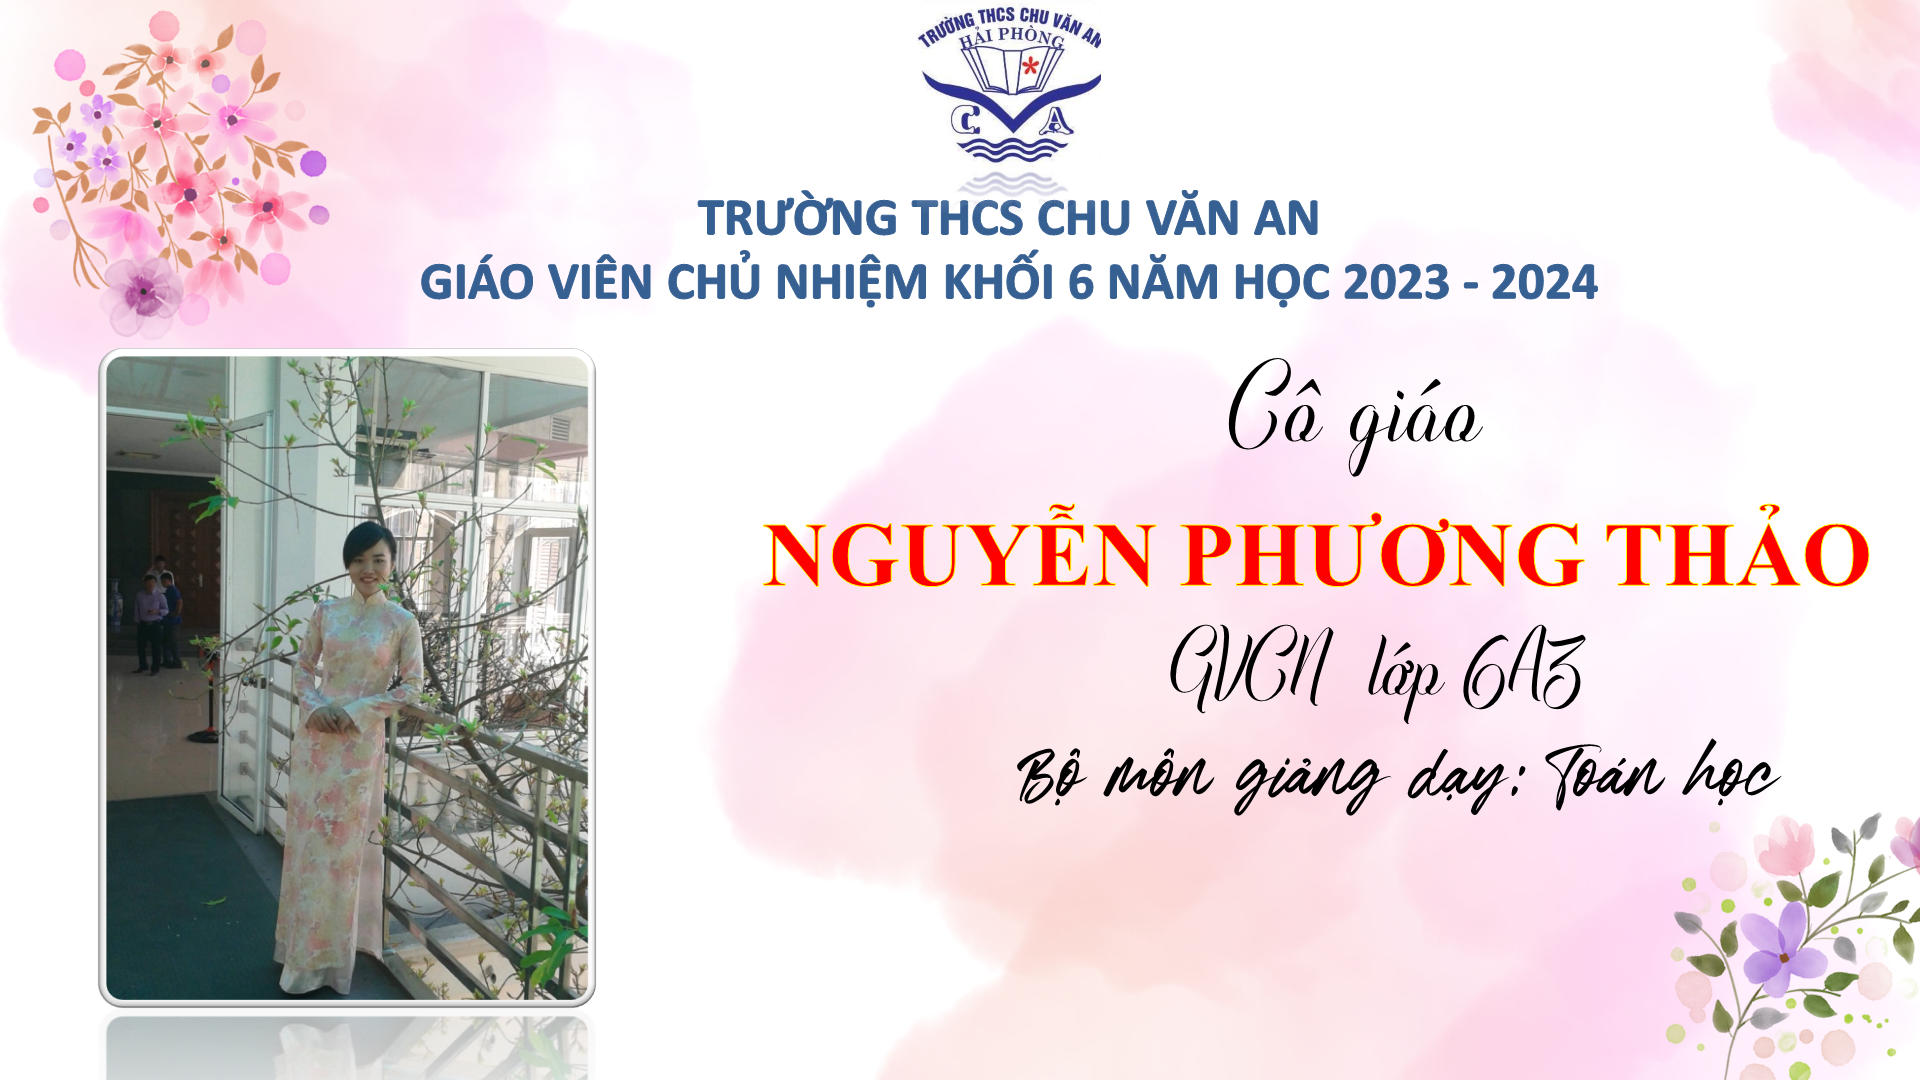 TRƯỜNG THCS CHU VĂN AN
HẢI PHÒNG
C A
TRƯỜNG THCS CHU VĂN AN
GIÁO VIÊN CHỦ NHIỆM KHỐI 6 NĂM HỌC 2023 - 2024
Cô giáo
NGUYỄN PHƯƠNG THẢO
GVCN lớp 6A3
Bộ môn giảng dạy: Toán học